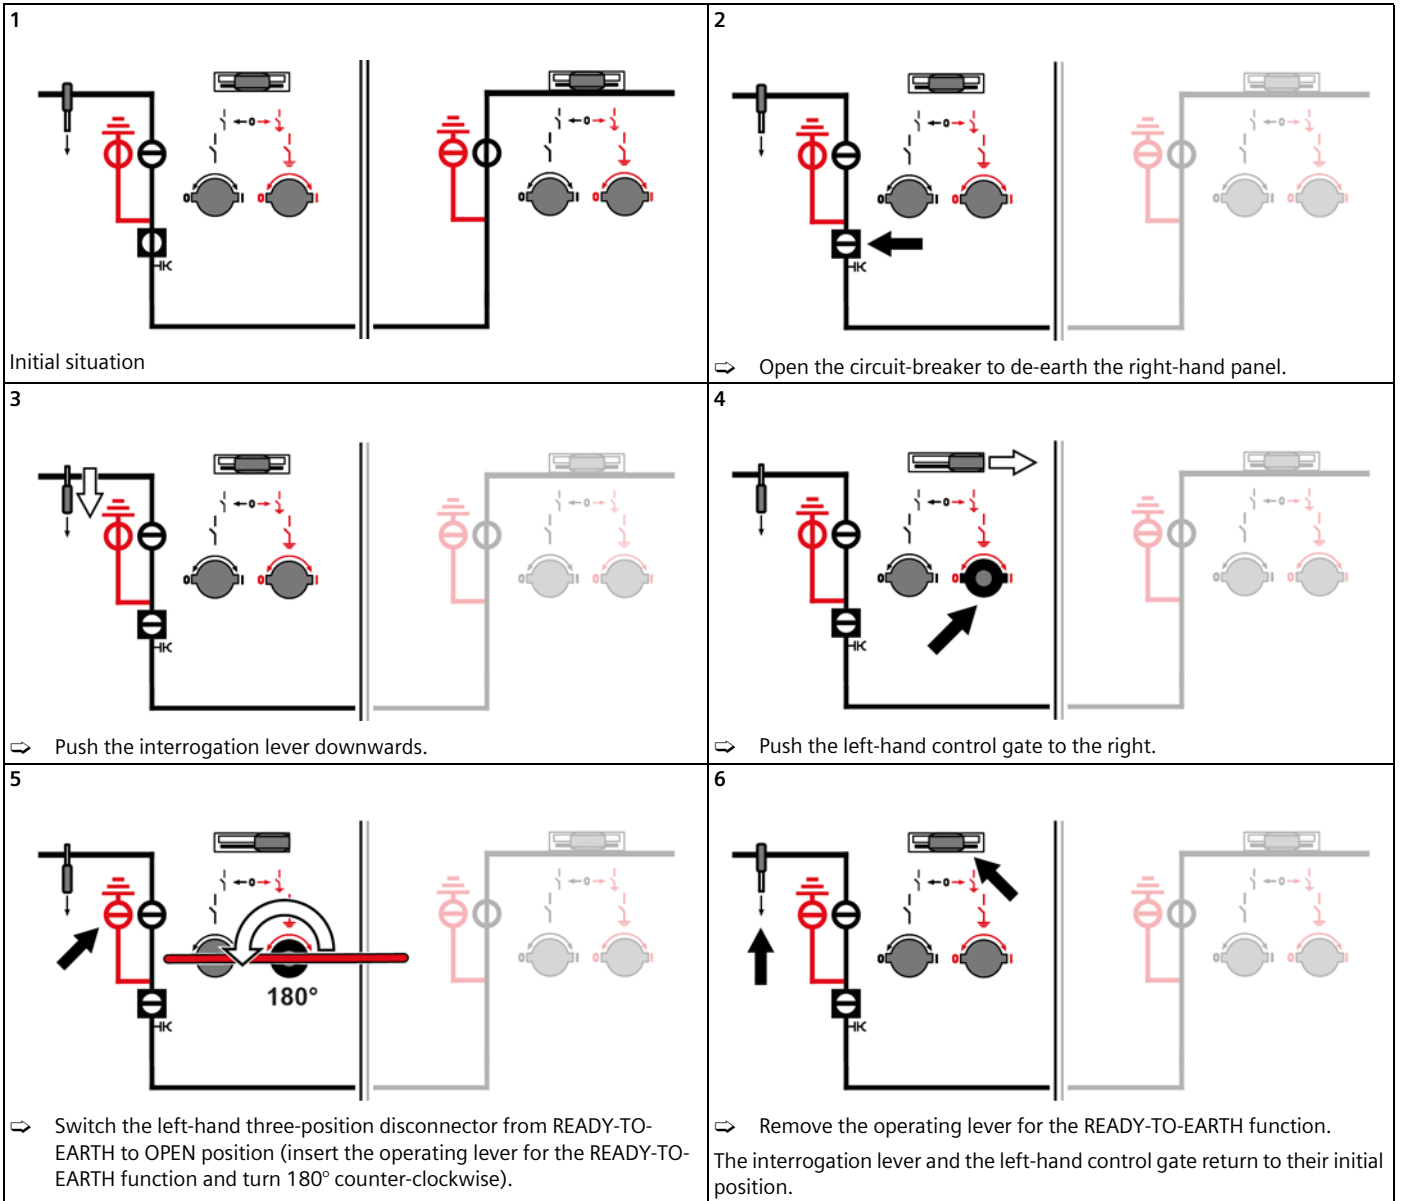 1
Initial situation
2
⇨ Open the circuit-breaker to de-earth the right-hand panel.
3
⇨ Push the interrogation lever downwards.
4
⇨ Push the left-hand control gate to the right.
5
180°
⇨ Switch the left-hand three-position disconnector from READY-TO-
EARTH to OPEN position (insert the operating lever for the READY-TO-
EARTH function and turn 180° counter-clockwise).
6
⇨ Remove the operating lever for the READY-TO-EARTH function.
The interrogation lever and the left-hand control gate return to their initial
position.